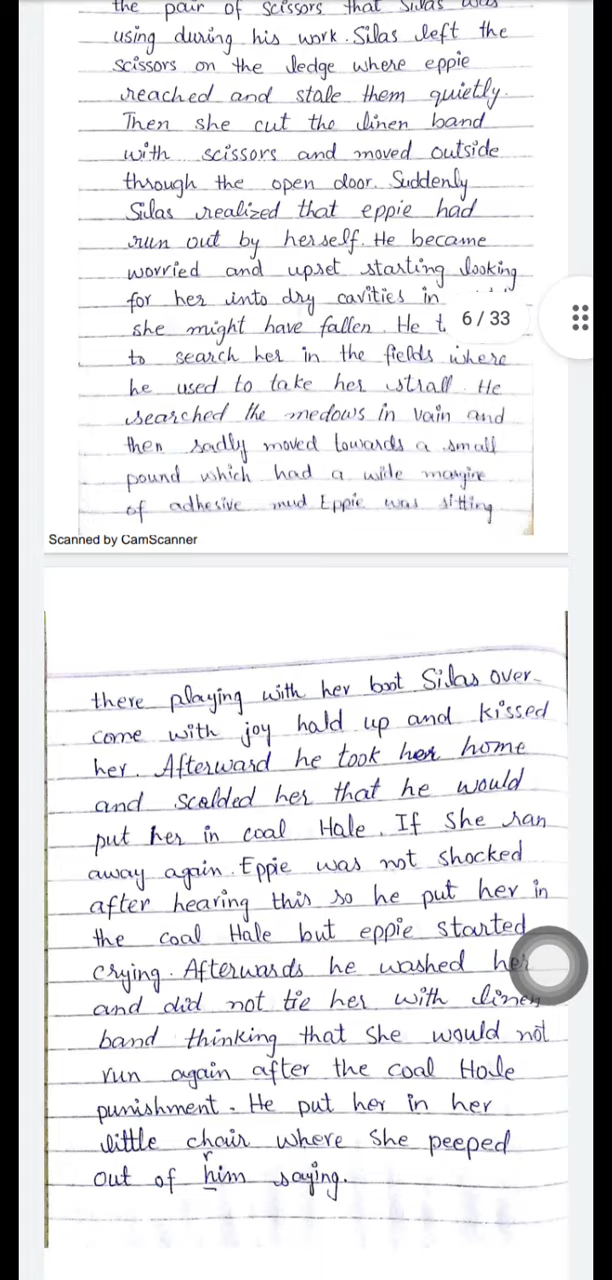 the pair of scissors that Silas was
using during his work. Silas left the
scissors on the ledge where eppie
reached and stale them quietly.
Then she cut the linen band
with scissors and moved outside
through the open door. Suddenly
Silas realized that eppie had
run out by herself. He became
worried and upset starting looking
for her into dry cavities in
she might have fallen. He t
6 / 33
to search her in the fields where
he used to take her strall. He
searched the medows in vain and
then sadly moved towards a small
pound which had a wide margine
of adhesive mud Eppie was sitting
Scanned by CamScanner
there playing with her boot Silas over-
come with joy hald up and kissed
her. Afterward he took her home
and scolded her that he would
put her in coal Hale. If She ran
away again. Eppie was not shocked
after hearing this so he put her in
the coal Hale but eppie started
crying. Afterwards he washed her
and did not tie her with linen
band thinking that She would not
run again after the coal Hole
punishment. He put her in her
little chair where She peeped
out of him saying.